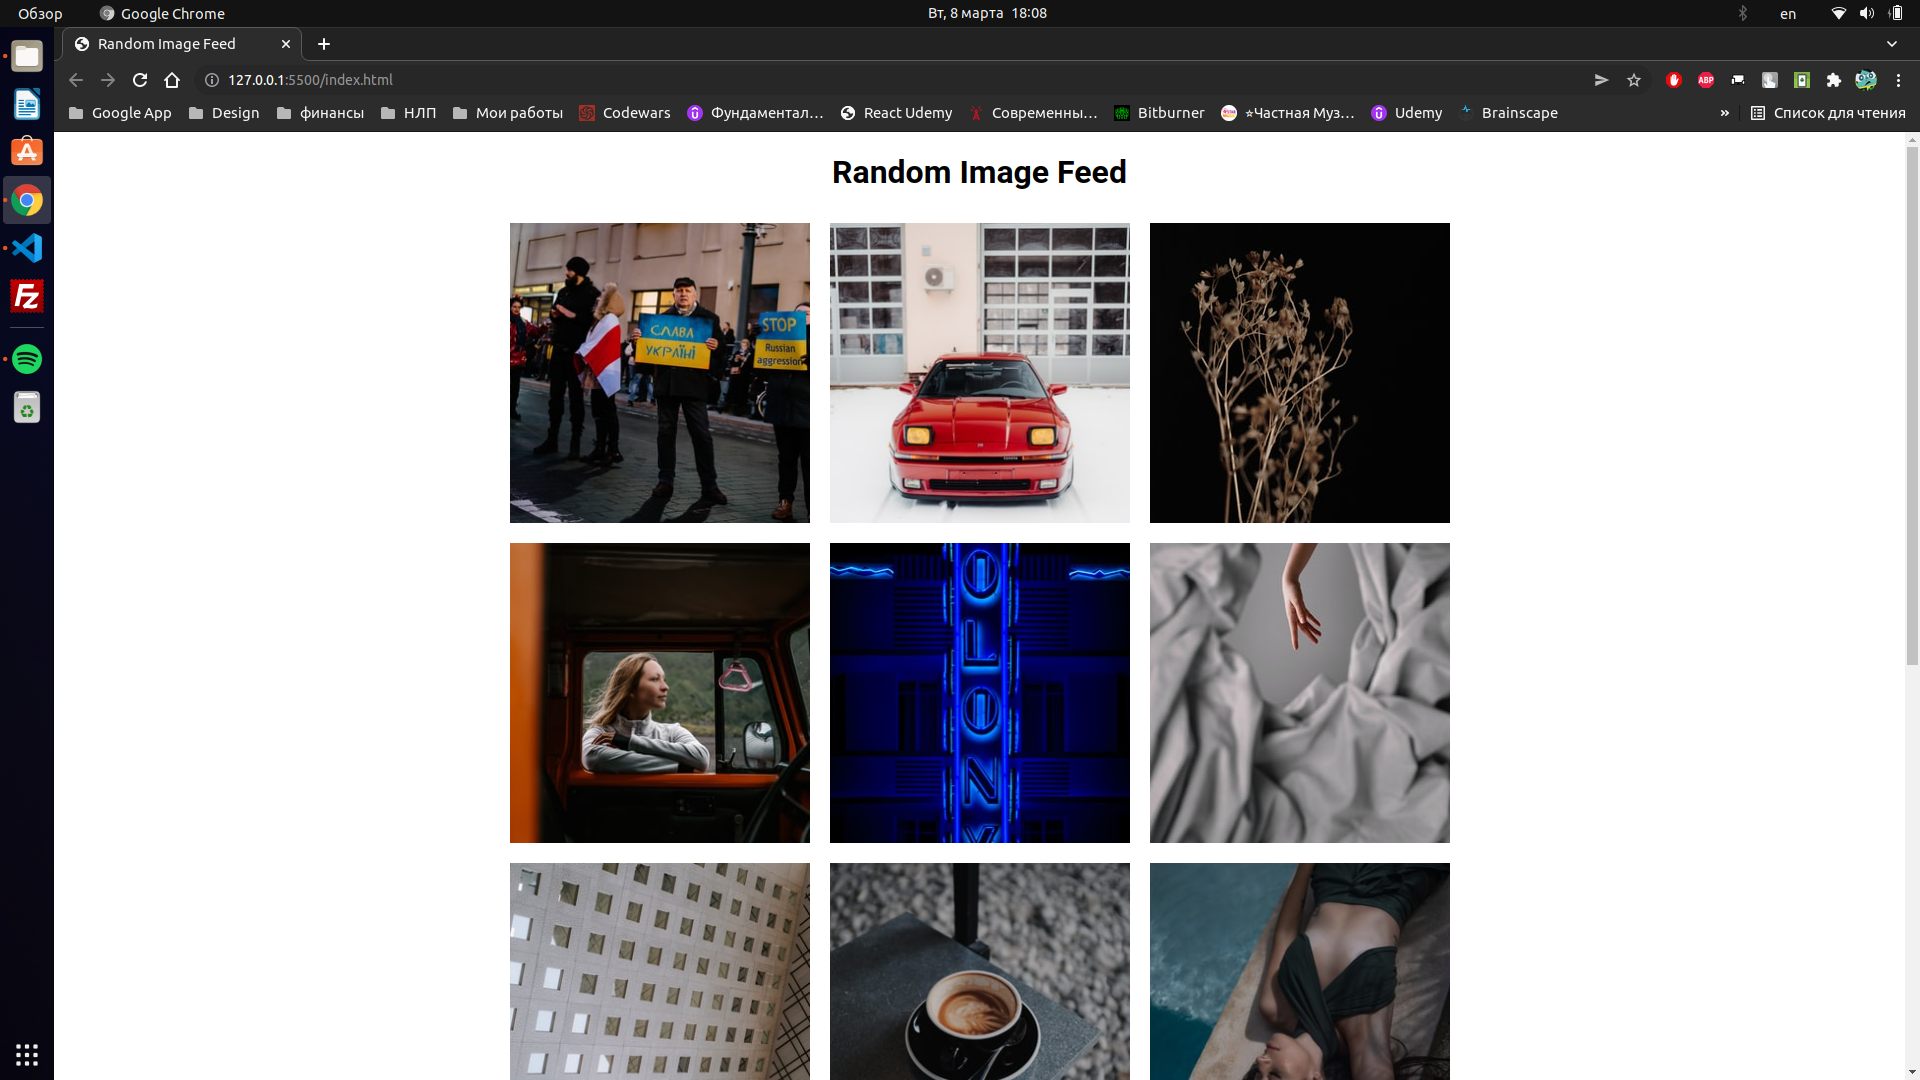 Обзор
Google Chrome
Вт, 8 марта 18:08
en
Random Image Feed
127.0.0.1:5500/index.html
ABP
Google App
Design
финансы
НЛП
Мои работы
Codewars
Фундаментал...
React Udemy
Современны...
Bitburner
⭐Частная Муз...
Udemy
Brainscape
»
Список для чтения
Fz
Random Image Feed
СЛАВА
УКРАЇНІ
STOP
Russian
aggression
OLONY